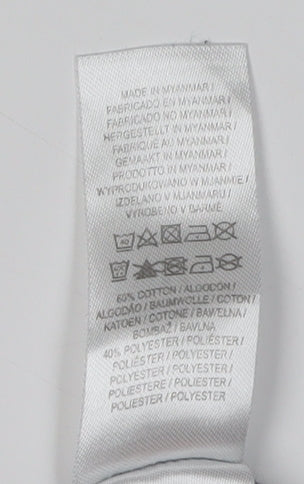 MADE IN MYANMAR /
FABRICADO EN MYANMAR /
FABRICADO NO MYANMAR /
HERGESTELLT IN MYANMAR /
FABRIQUÉ AU MYANMAR /
GEMAAKT IN MYANMAR /
PRODOTTO IN MYANMAR /
WYPRODUKOWANO W MJANMIE /
IZDELANO V MJANMARU /
VYROBENO V BARMĚ
60% COTTON / ALGODÓN /
ALGODÃO / BAUMWOLLE / COTON /
KATOEN / COTONE / BAWEŁNA /
BOMBAŽ / BAVLNA
40% POLYESTER / POLIÉSTER /
POLIÉSTER / POLYESTER /
POLYESTER / POLYESTER /
POLIESTERE / POLIESTER /
POLIESTER / POLYESTER